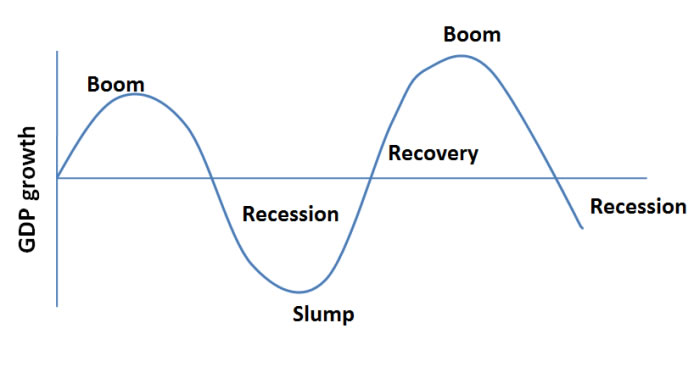 Boom
Boom
GDP growth
Recovery
Recession
Recession
Slump